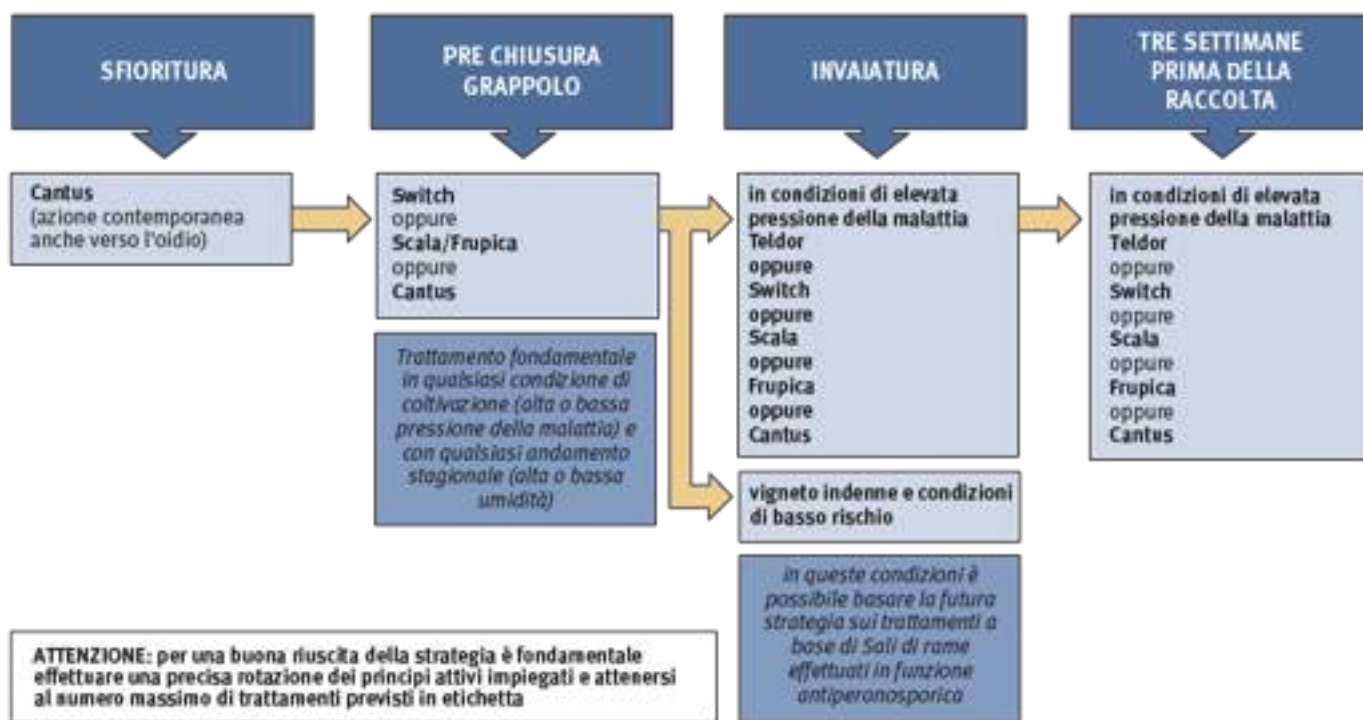 SFIORITURA
PRE CHIUSURA
GRAPPOLO
INVAIATURA
TRE SETTIMANE
PRIMA DELLA
RACCOLTA
Cantus
(azione contemporanea
anche verso l'oidio)
Switch
oppure
Scala/Frupica
oppure
Cantus
Trattamento fondamentale
in qualsiasi condizione di
coltivazione (alta o bassa
pressione della malattia) e
con qualsiasi andamento
stagionale (alta o bassa
umidità)
in condizioni di elevata
pressione della malattia
Teldor
oppure
Switch
oppure
Scala
oppure
Frupica
oppure
Cantus
vigneto indenne e condizioni
di basso rischio
in queste condizioni è
possibile basare la futura
strategia sui trattamenti a
base di Sali di rame
effettuati in funzione
antiperonosporica
in condizioni di elevata
pressione della malattia
Teldor
oppure
Switch
oppure
Scala
oppure
Frupica
oppure
Cantus
ATTENZIONE: per una buona riuscita della strategia è fondamentale
effettuare una precisa rotazione dei principi attivi impiegati e attenersi
al numero massimo di trattamenti previsti in etichetta